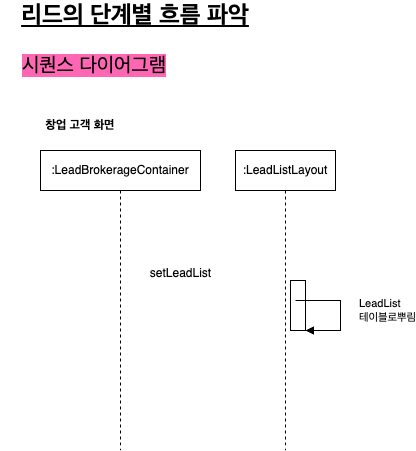 리드의 단계별 흐름 파악
시퀀스 다이어그램
창업 고객 화면
:LeadBrokerageContainer
:LeadListLayout
setLeadList
LeadList
테이블로뿌림